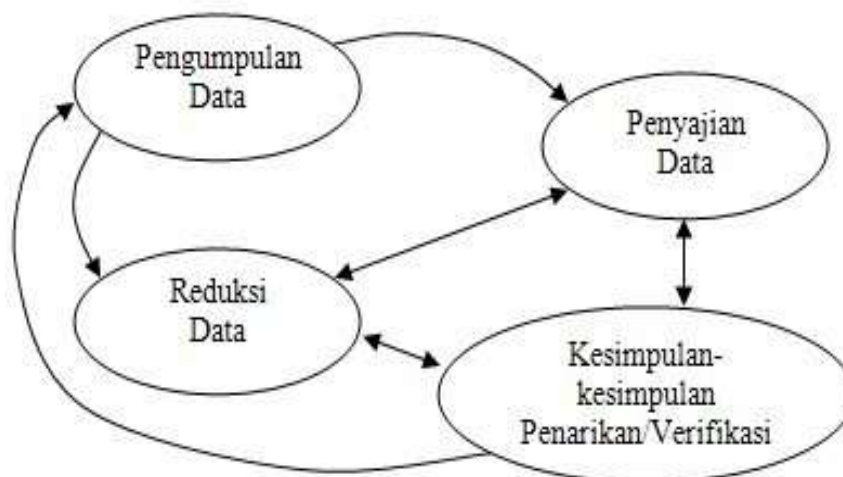 Pengumpulan
Data
Penyajian
Data
Reduksi
Data
Kesimpulan-
kesimpulan
Penarikan/Verifikasi